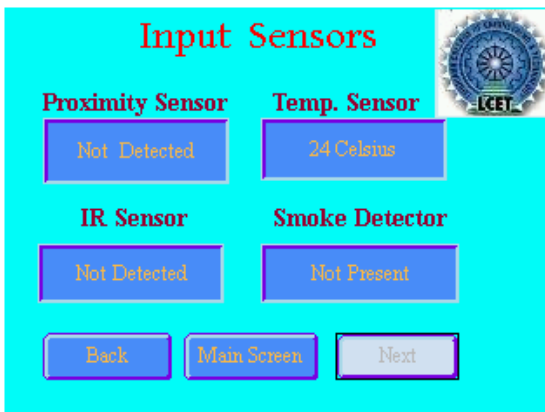 Input Sensors
LCET
Proximity Sensor Temp. Sensor
Not Detected 24 Celsius
IR Sensor Smoke Detector
Not Detected Not Present
Back Main Screen Next